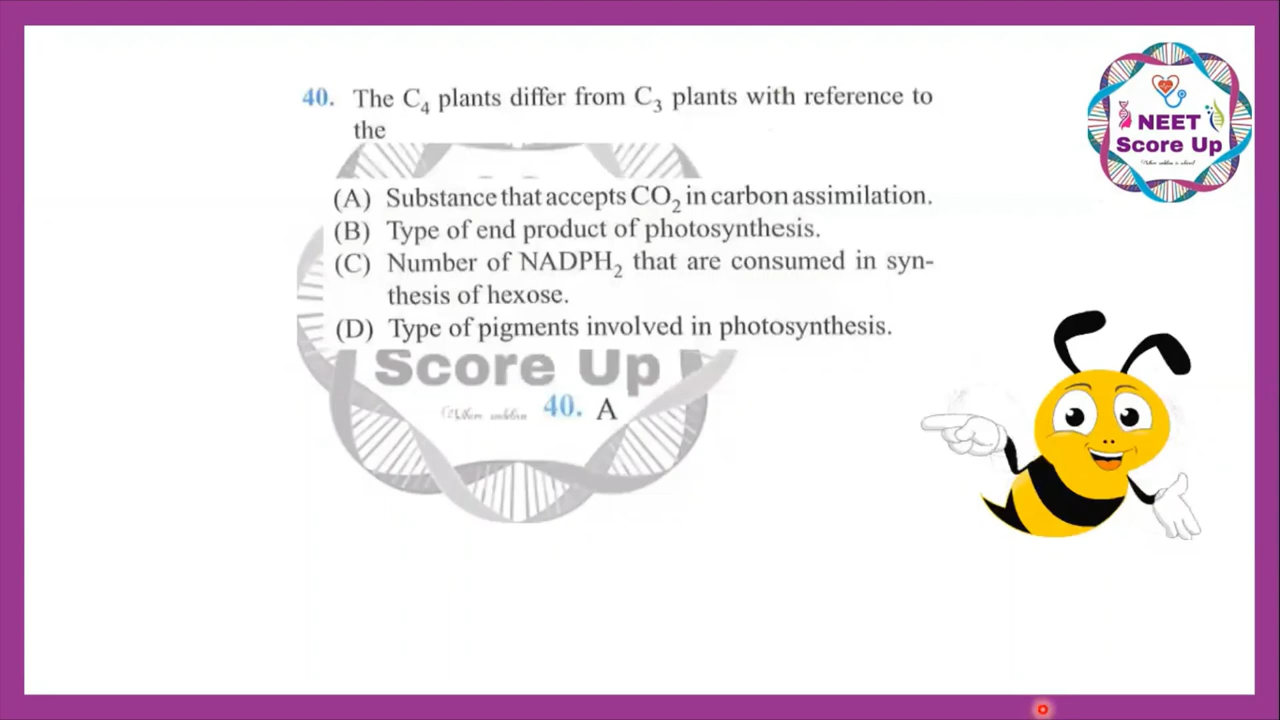 40. The C₄ plants differ from C₃ plants with reference to
the
(A) Substance that accepts CO₂ in carbon assimilation.
(B) Type of end product of photosynthesis.
(C) Number of NADPH₂ that are consumed in syn-
thesis of hexose.
(D) Type of pigments involved in photosynthesis.
Score Up
40. A
NEET
Score Up